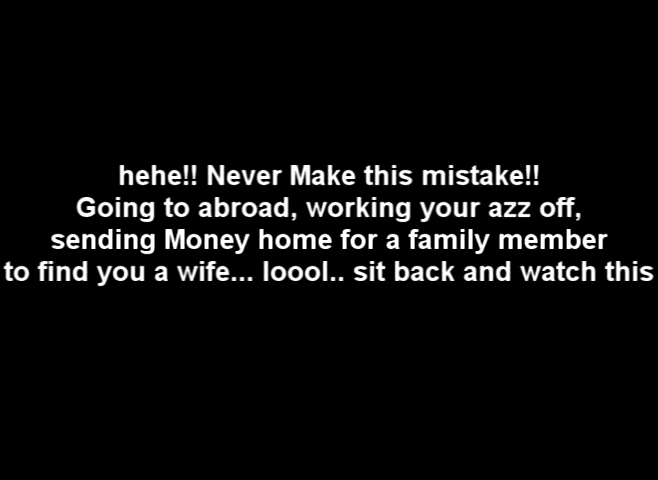 hehe!! Never Make this mistake!!
Going to abroad, working your azz off,
sending Money home for a family member
to find you a wife... loool.. sit back and watch this